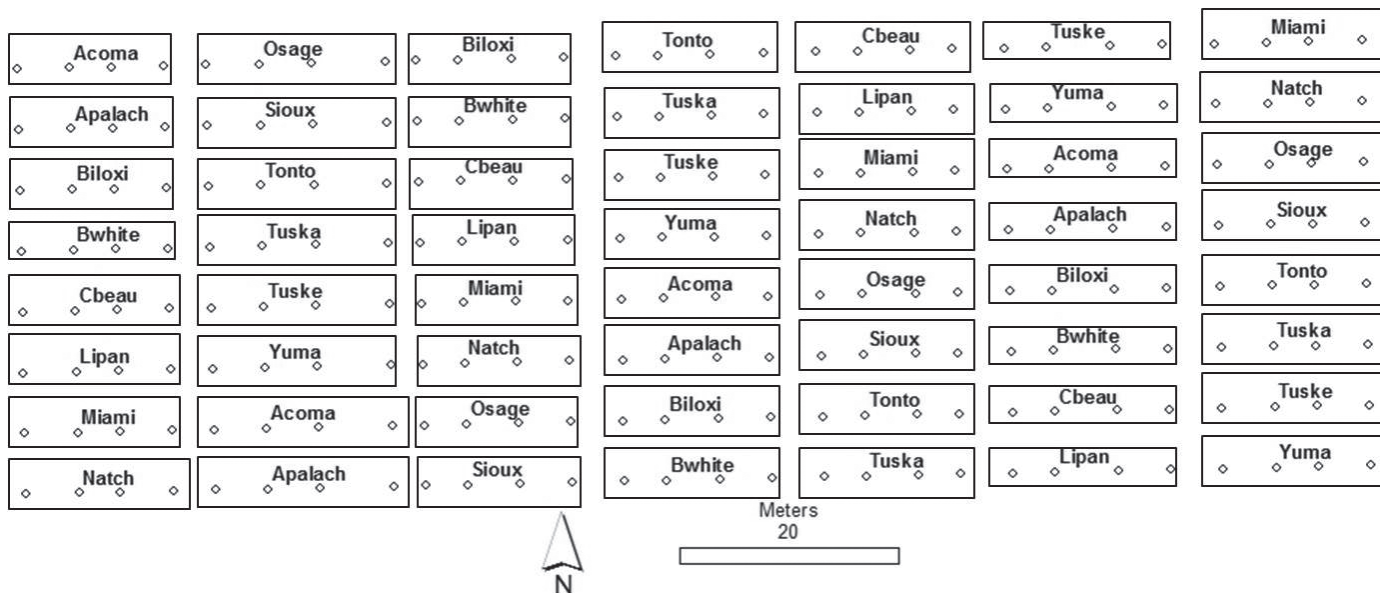 Acoma Osage Biloxi Tonto Cbeau Tuske Miami
Apalach Sioux Bwhite Tuska Lipan Yuma Natch
Biloxi Tonto Cbeau Tuske Miami Acoma Osage
Bwhite Tuska Lipan Yuma Natch Apalach Sioux
Cbeau Tuske Miami Acoma Osage Biloxi Tonto
Lipan Yuma Natch Apalach Sioux Bwhite Tuska
Miami Acoma Osage Biloxi Tonto Cbeau Tuske
Natch Apalach Sioux Bwhite Tuska Lipan Yuma
Meters
20
N